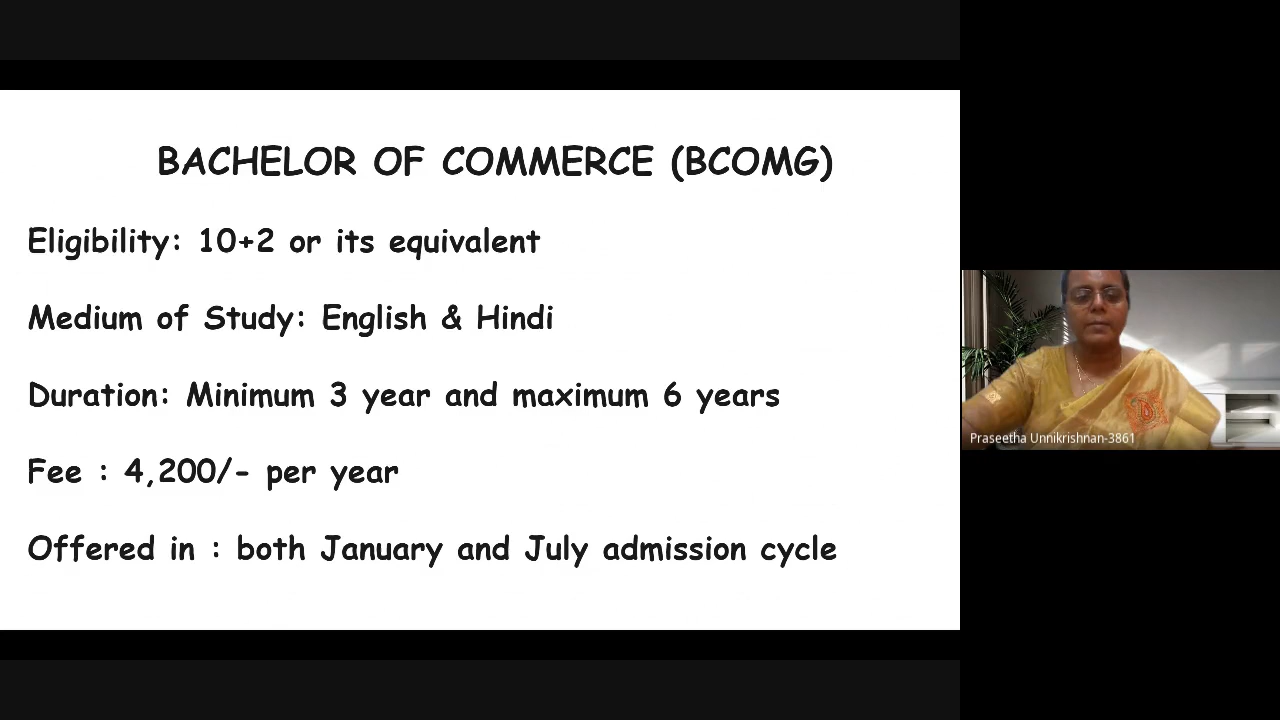 BACHELOR OF COMMERCE (BCOMG)
Eligibility: 10+2 or its equivalent
Medium of Study: English & Hindi
Duration: Minimum 3 year and maximum 6 years
Fee : 4,200/- per year
Offered in : both January and July admission cycle
Praseetha Unnikrishnan-3861